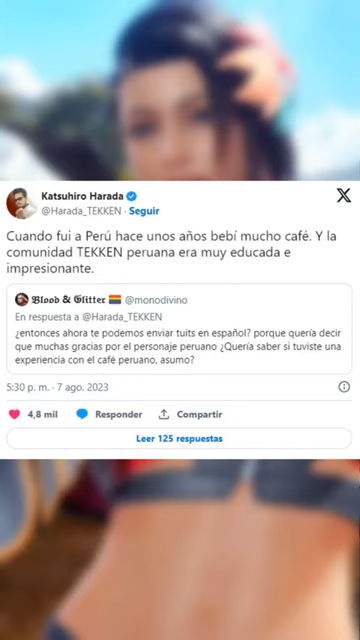 Katsuhiro Harada
@Harada_TEKKEN · Seguir
Cuando fui a Perú hace unos años bebí mucho café. Y la
comunidad TEKKEN peruana era muy educada e
impresionante.
𝕭𝖑𝖔𝖔𝖉 & 𝕲𝖑𝖎𝖙𝖙𝖊𝖗 🏳️‍🌈 @monodivino
En respuesta a @Harada_TEKKEN
¿entonces ahora te podemos enviar tuits en español? porque quería decir
que muchas gracias por el personaje peruano ¿Quería saber si tuviste una
experiencia con el café peruano, asumo?
5:30 p. m. · 7 ago. 2023
4,8 mil Responder Compartir
Leer 125 respuestas